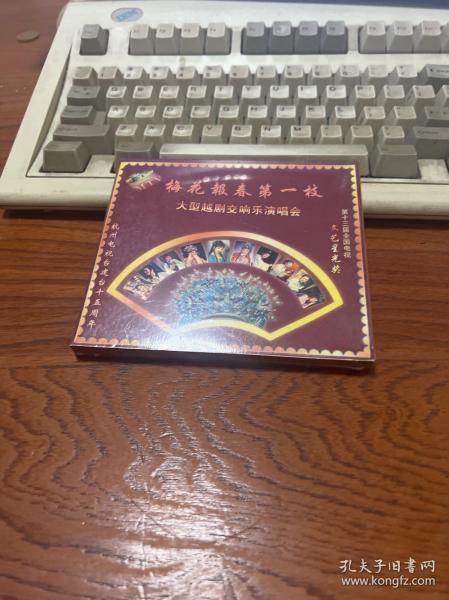 IBM
梅花報春第一枝
大型越剧交响乐演唱会
第十三届全国电视
文艺星光奖
杭州电视台建台十五周年
孔夫子旧书网
www.kongfz.com